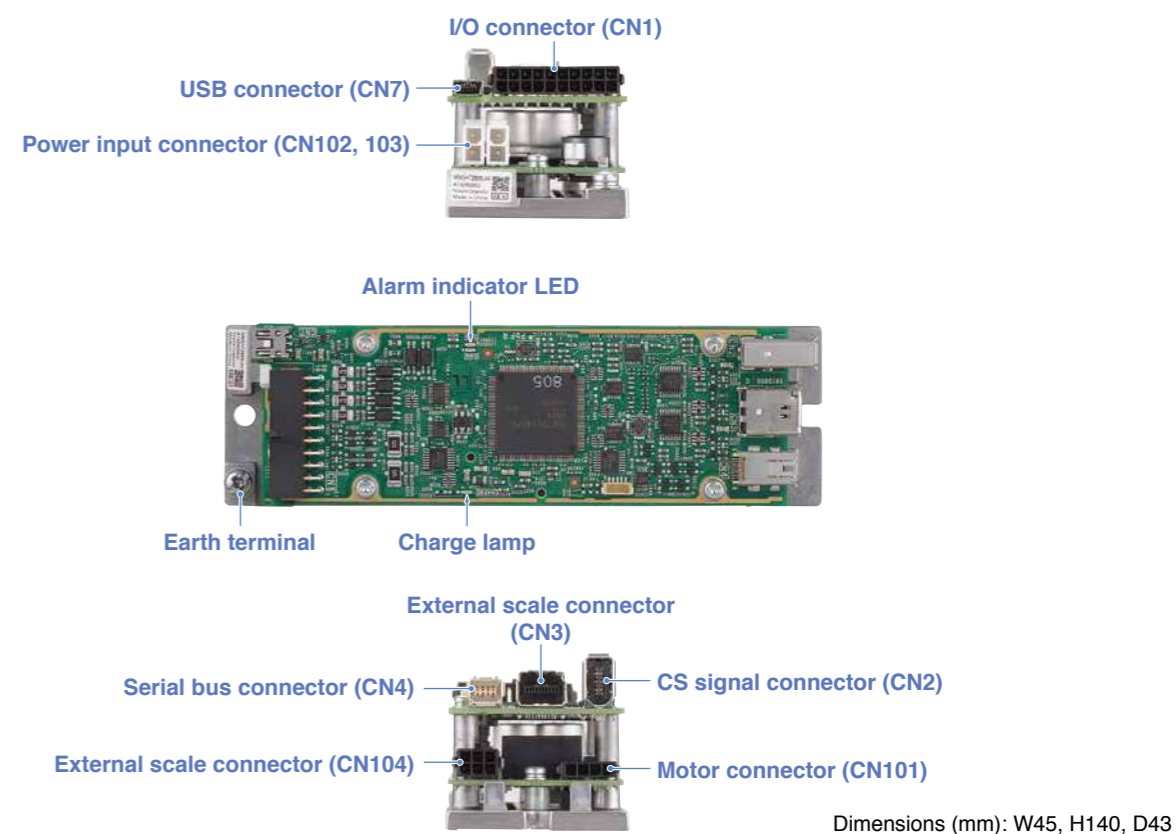 I/O connector (CN1)
USB connector (CN7)
Power input connector (CN102, 103)
Alarm indicator LED
805
Earth terminal
Charge lamp
External scale connector
(CN3)
Serial bus connector (CN4)
CS signal connector (CN2)
External scale connector (CN104)
Motor connector (CN101)
Dimensions (mm): W45, H140, D43